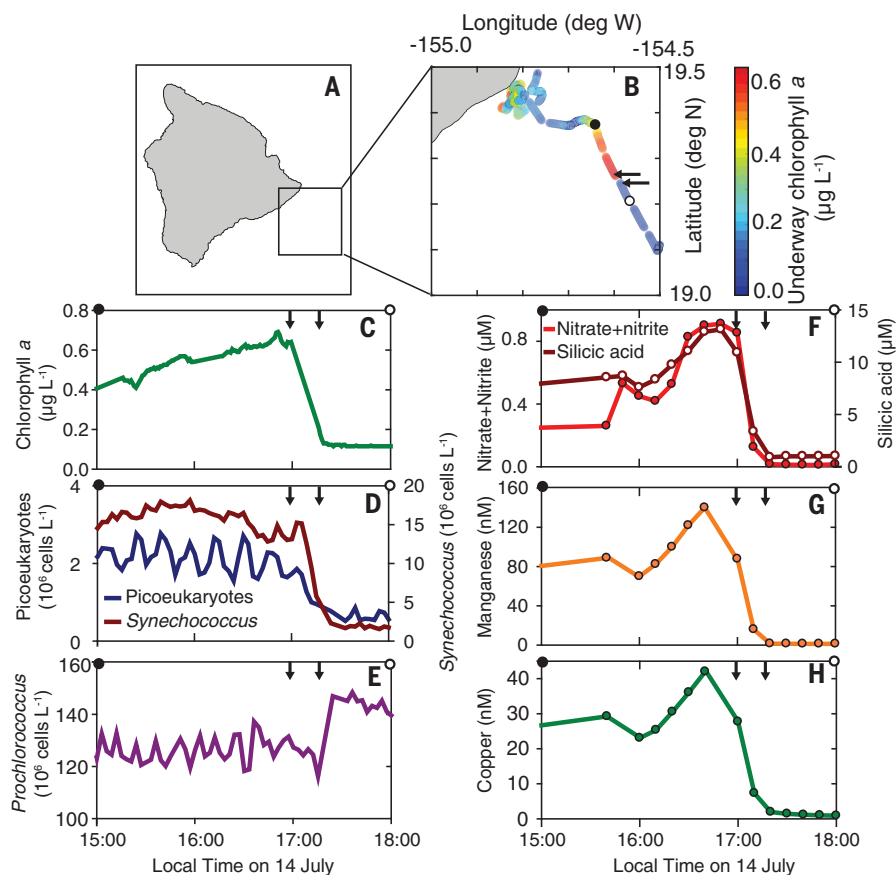 Longitude (deg W)
-155.0
-154.5
A
B
19.5
19.0
Latitude (deg N)
0.6
0.4
0.2
0.0
Underway chlorophyll a
(µg L-1)
C
0.8
0.6
0.4
0.2
0.0
Chlorophyll a
(µg L-1)
D
4
2
0
Picoeukaryotes
(10⁶ cells L-1)
Picoeukaryotes
Synechococcus
20
15
10
5
0
Synechococcus (10⁶ cells L-1)
E
160
140
120
100
Prochlorococcus
(10⁶ cells L-1)
15:00
16:00
17:00
18:00
Local Time on 14 July
F
Nitrate+nitrite
Silicic acid
0.8
0.4
0.0
Nitrate+Nitrite (µM)
15
10
5
0
Silicic acid (µM)
G
160
120
80
40
0
Manganese (nM)
H
40
30
20
10
0
Copper (nM)
15:00
16:00
17:00
18:00
Local Time on 14 July